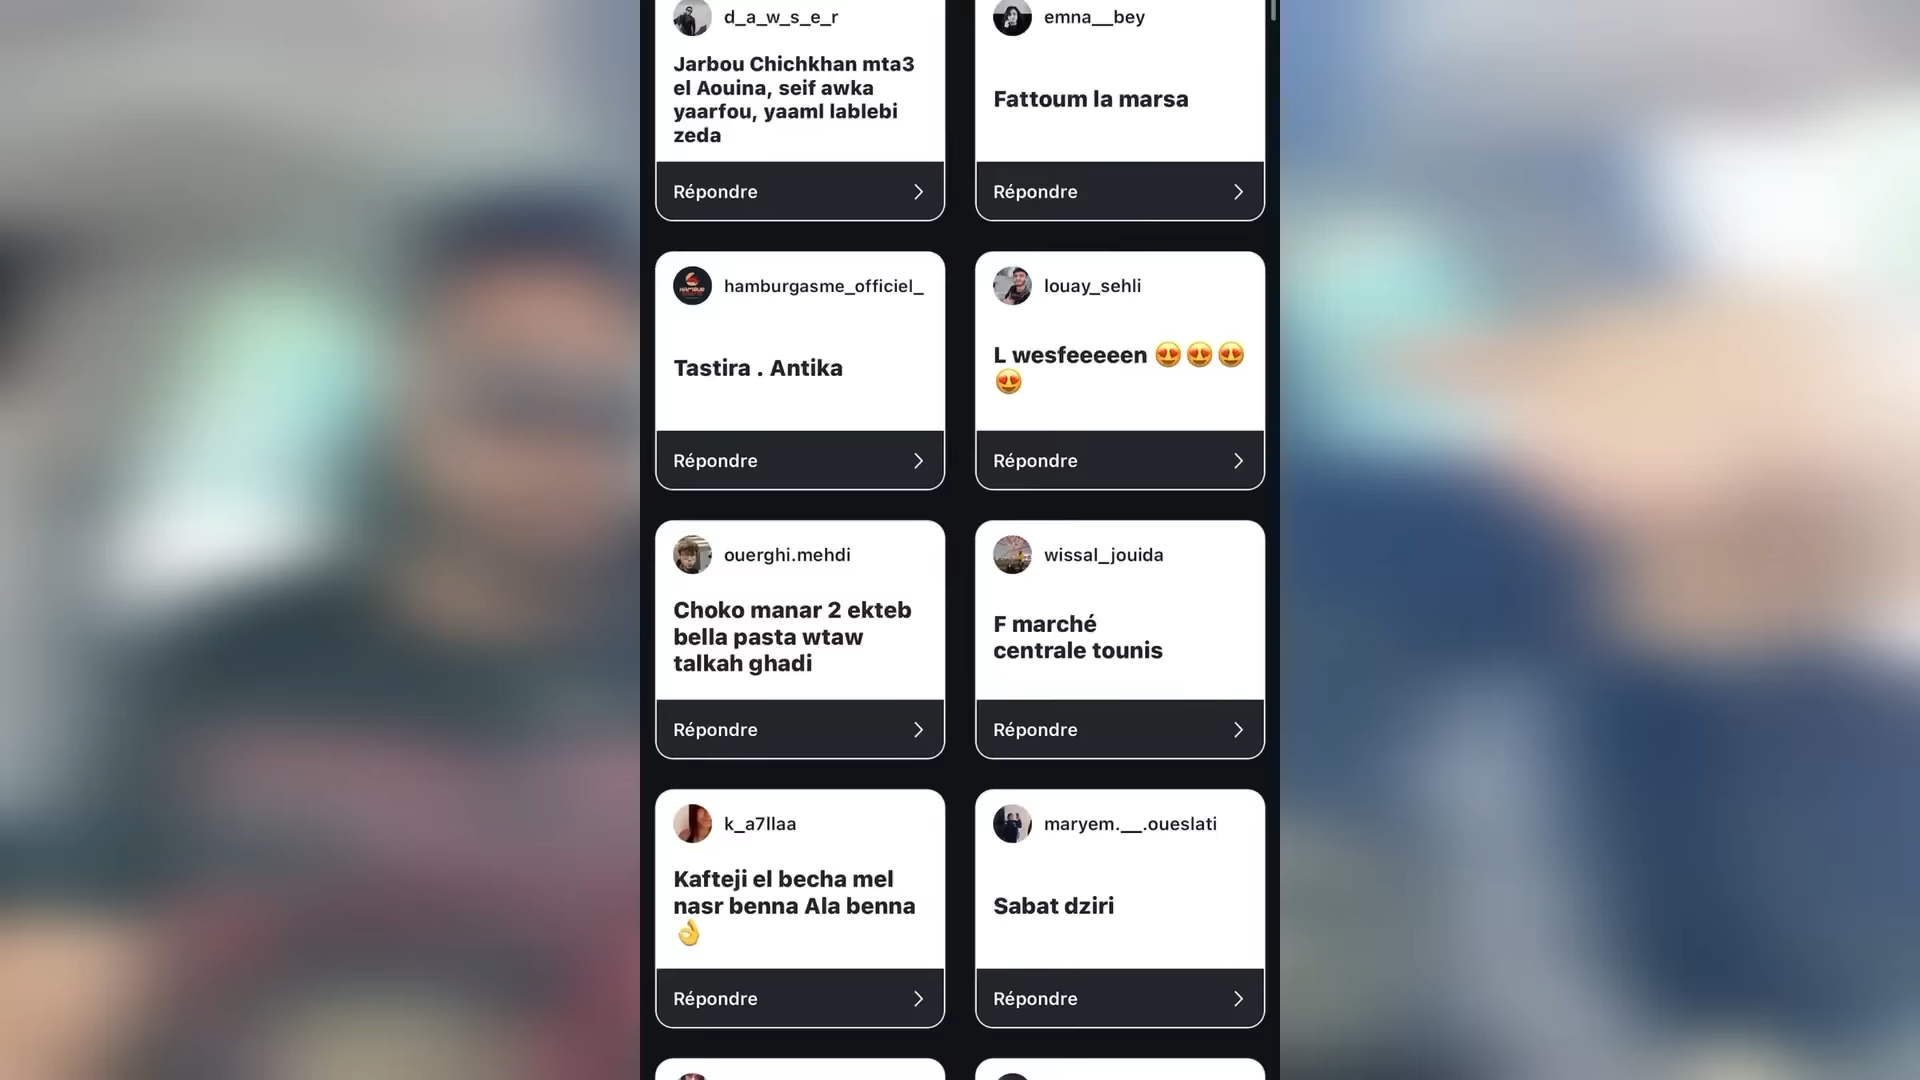 d_a_w_s_e_r
Jarbou Chichkhan mta3
el Aouina, seif awka
yaarfou, yaaml lablebi
zeda
Répondre
emna__bey
Fattoum la marsa
Répondre
hamburgasme_officiel_
Tastira . Antika
Répondre
louay_sehli
L wesfeeeeen 😍😍😍
😍
Répondre
ouerghi.mehdi
Choko manar 2 ekteb
bella pasta wtaw
talkah ghadi
Répondre
wissal_jouida
F marché
centrale tounis
Répondre
k_a7llaa
Kafteji el becha mel
nasr benna Ala benna
👌
Répondre
maryem.__.oueslati
Sabat dziri
Répondre